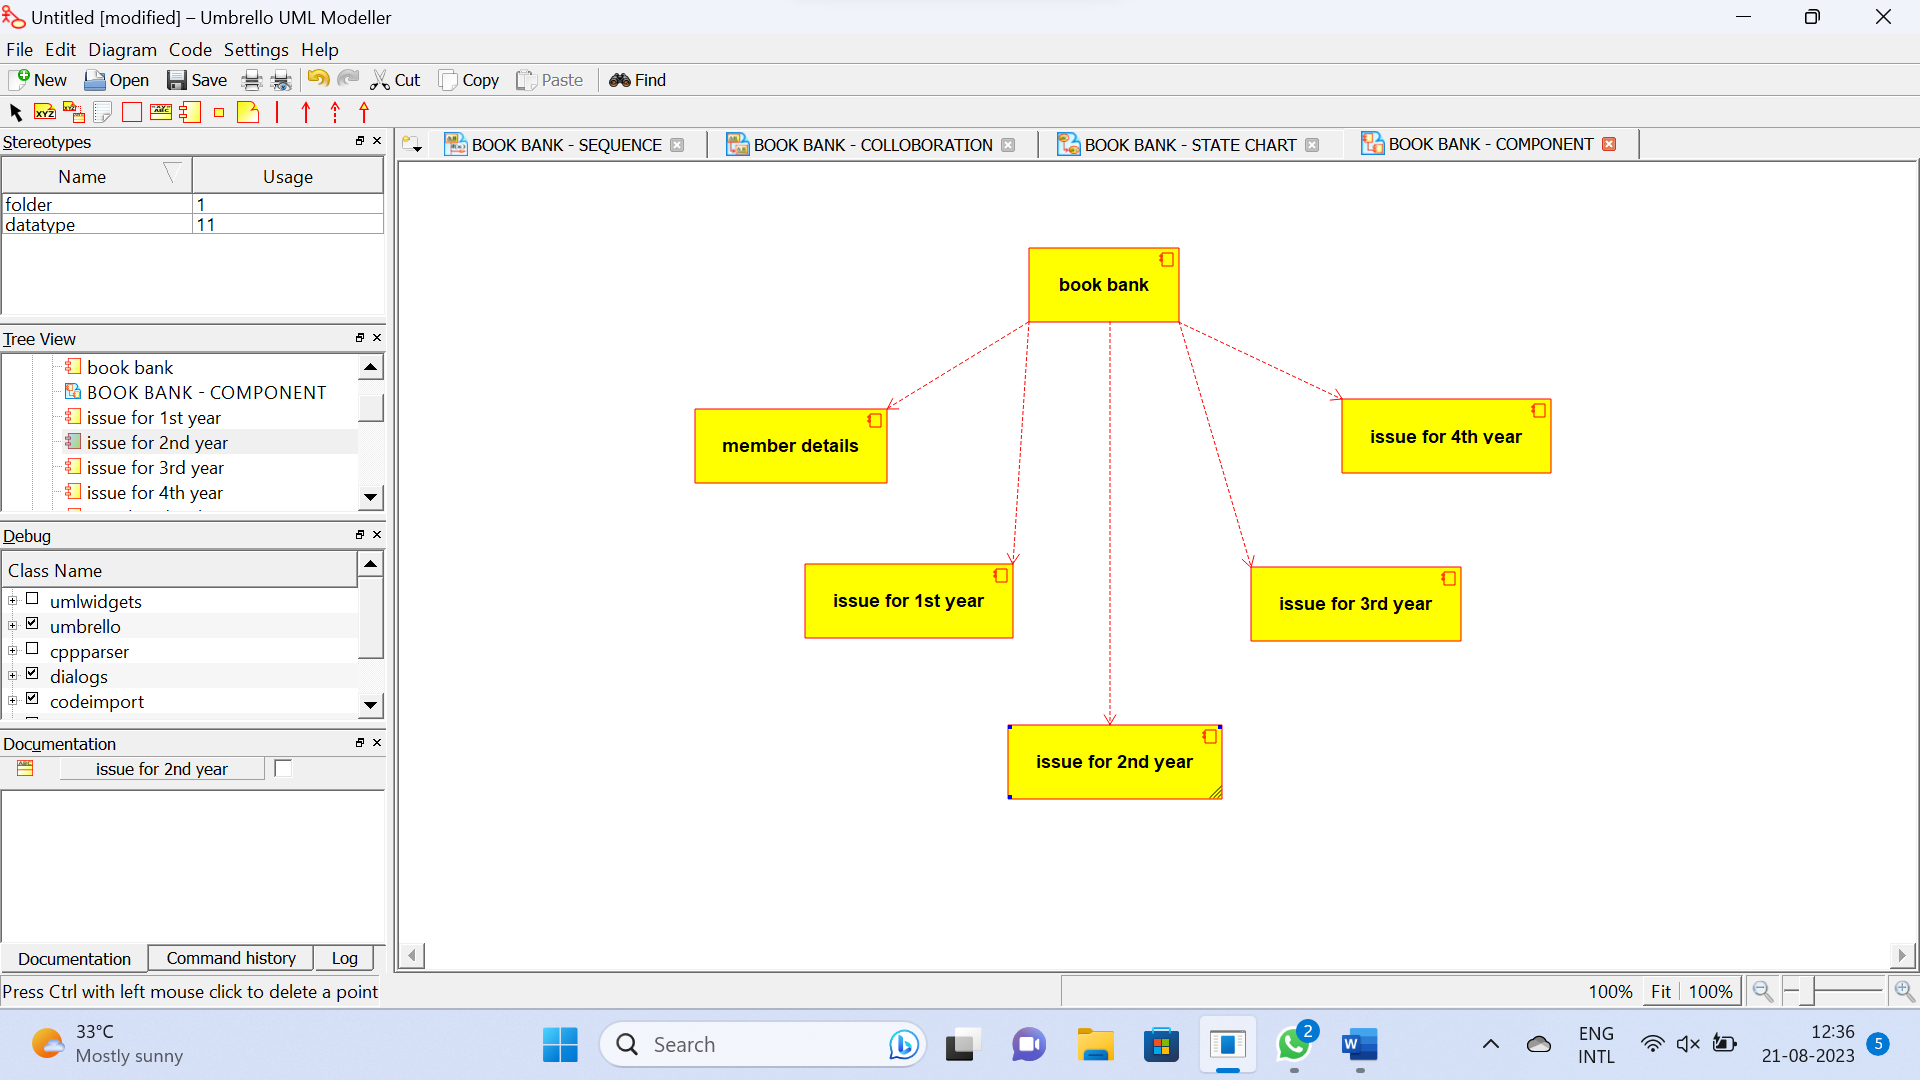 Untitled [modified] – Umbrello UML Modeller
File Edit Diagram Code Settings Help
New Open Save Cut Copy Paste Find
XYZ
Stereotypes
Name Usage
folder 1
datatype 11
Tree View
book bank
BOOK BANK - COMPONENT
issue for 1st year
issue for 2nd year
issue for 3rd year
issue for 4th year
Debug
Class Name
umlwidgets
umbrello
cppparser
dialogs
codeimport
Documentation
issue for 2nd year
Documentation Command history Log
Press Ctrl with left mouse click to delete a point
BOOK BANK - SEQUENCE BOOK BANK - COLLOBORATION BOOK BANK - STATE CHART BOOK BANK - COMPONENT
book bank
member details
issue for 4th year
issue for 1st year
issue for 3rd year
issue for 2nd year
100% Fit 100%
33°C
Mostly sunny
Search
2
W
ENG
INTL
12:36
21-08-2023
5